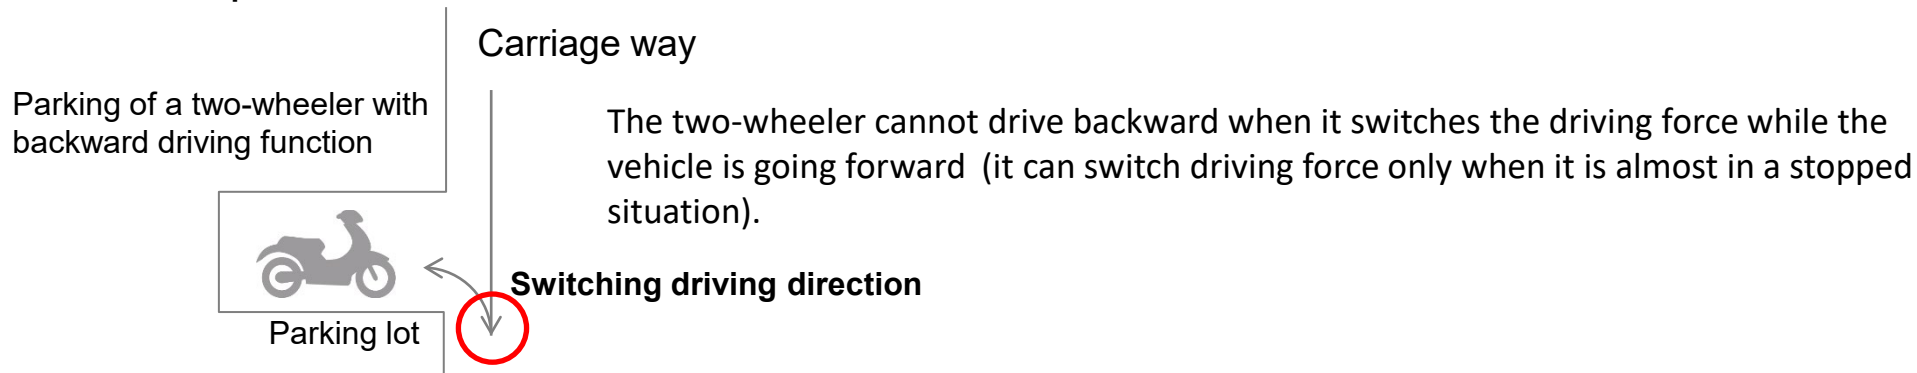 Carriage way
Parking of a two-wheeler with
backward driving function
The two-wheeler cannot drive backward when it switches the driving force while the
vehicle is going forward (it can switch driving force only when it is almost in a stopped
situation).
Switching driving direction
Parking lot